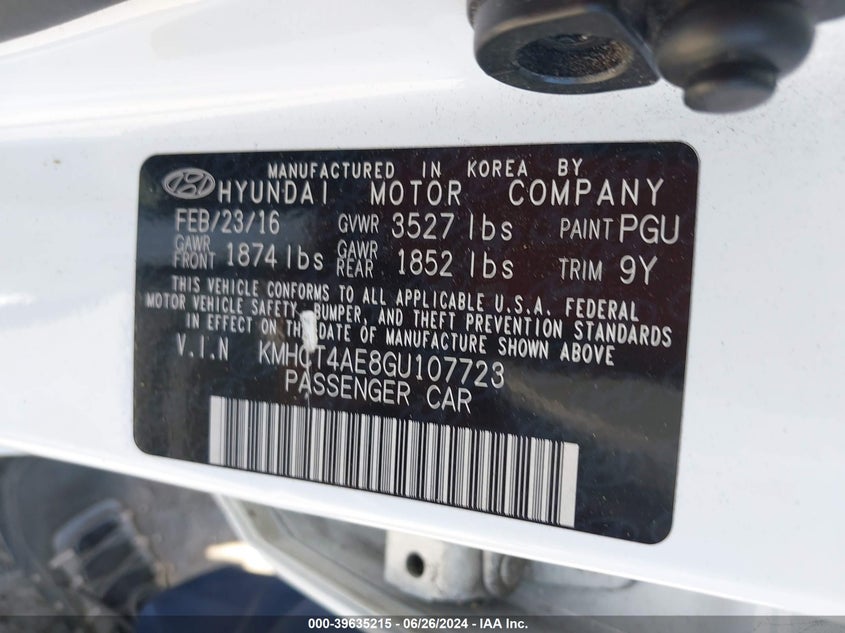 MANUFACTURED IN KOREA BY
HYUNDAI MOTOR COMPANY
FEB/23/16 GVWR 3527 lbs PAINT PGU
GAWR FRONT 1874 lbs GAWR REAR 1852 lbs TRIM 9Y
THIS VEHICLE CONFORMS TO ALL APPLICABLE U.S.A. FEDERAL
MOTOR VEHICLE SAFETY, BUMPER, AND THEFT PREVENTION STANDARDS
IN EFFECT ON THE DATE OF MANUFACTURE SHOWN ABOVE
V.I.N KMHCT4AE8GU107723
PASSENGER CAR
000-39635215 - 06/26/2024 - IAA Inc.